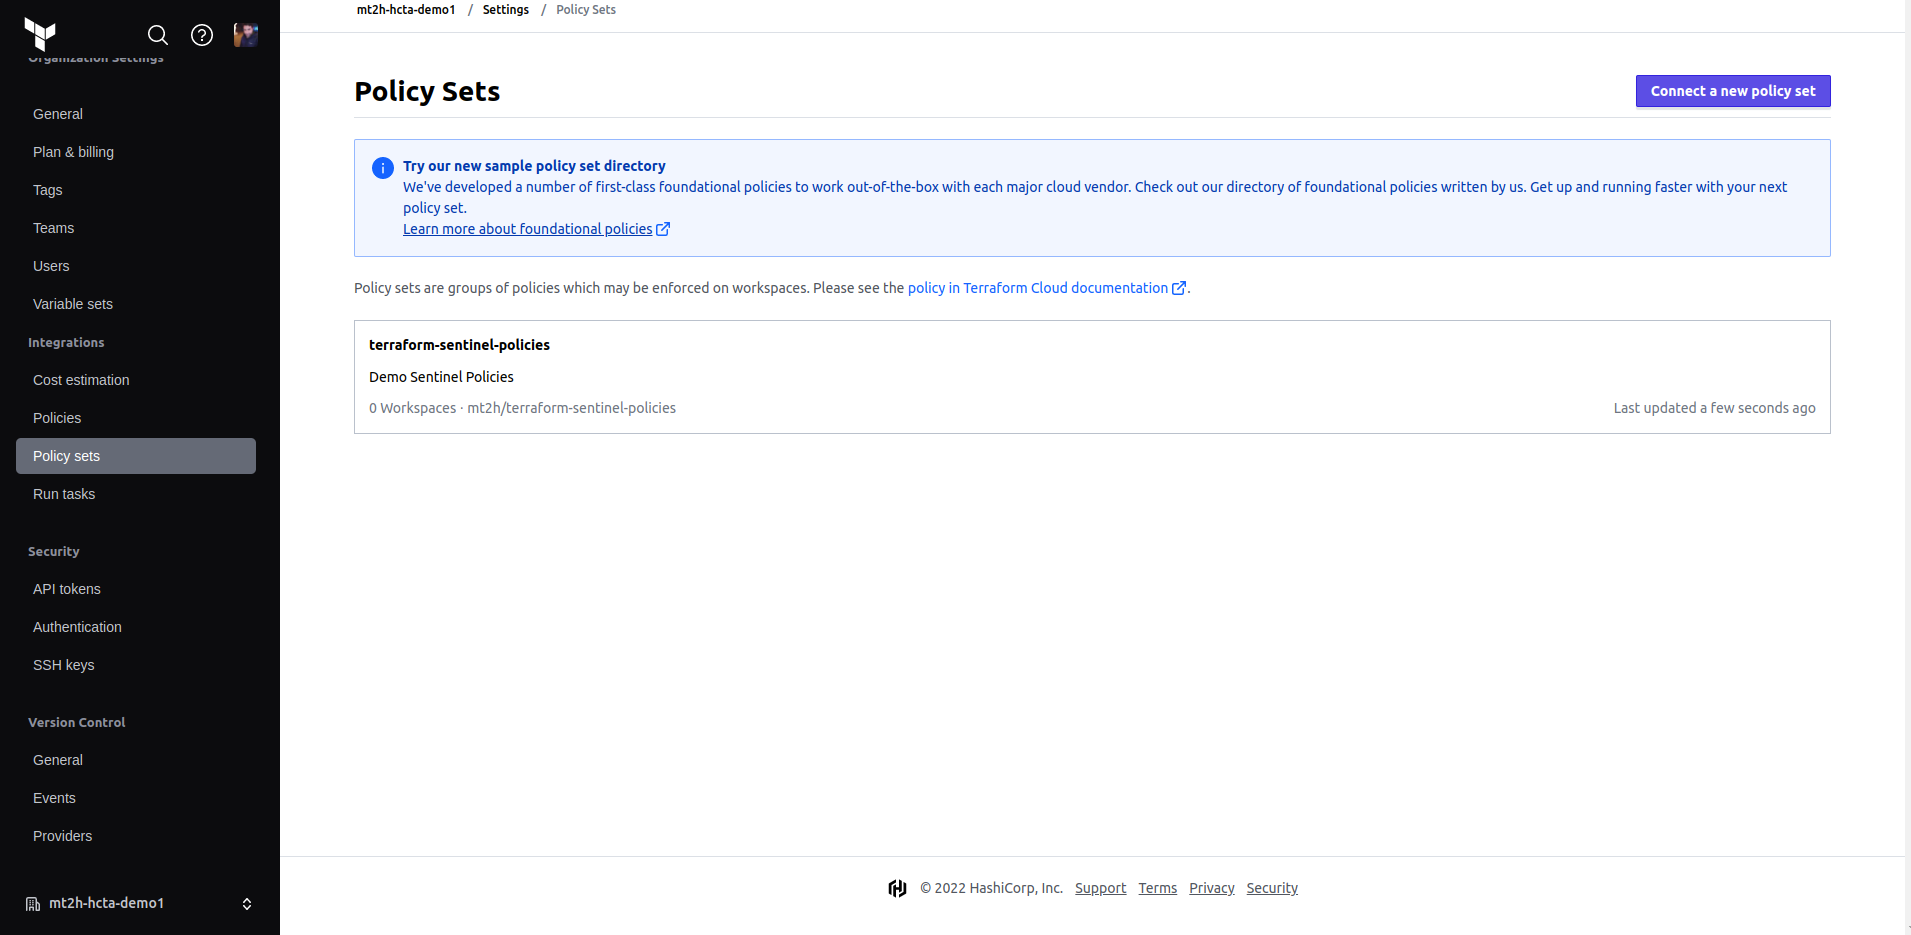 Organization Settings
General
Plan & billing
Tags
Teams
Users
Variable sets
Integrations
Cost estimation
Policies
Policy sets
Run tasks
Security
API tokens
Authentication
SSH keys
Version Control
General
Events
Providers
mt2h-hcta-demo1
mt2h-hcta-demo1 / Settings / Policy Sets
Policy Sets
Connect a new policy set
Try our new sample policy set directory
We've developed a number of first-class foundational policies to work out-of-the-box with each major cloud vendor. Check out our directory of foundational policies written by us. Get up and running faster with your next
policy set.
Learn more about foundational policies
Policy sets are groups of policies which may be enforced on workspaces. Please see the policy in Terraform Cloud documentation.
terraform-sentinel-policies
Demo Sentinel Policies
0 Workspaces · mt2h/terraform-sentinel-policies
Last updated a few seconds ago
© 2022 HashiCorp, Inc. Support Terms Privacy Security